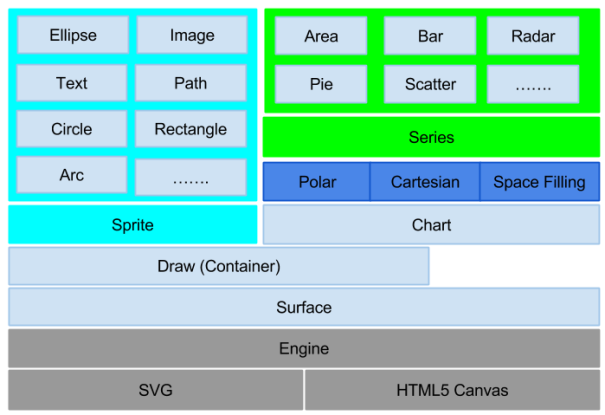 Ellipse
Image
Text
Path
Circle
Rectangle
Arc
.......
Sprite
Area
Bar
Radar
Pie
Scatter
.......
Series
Polar
Cartesian
Space Filling
Chart
Draw (Container)
Surface
Engine
SVG
HTML5 Canvas